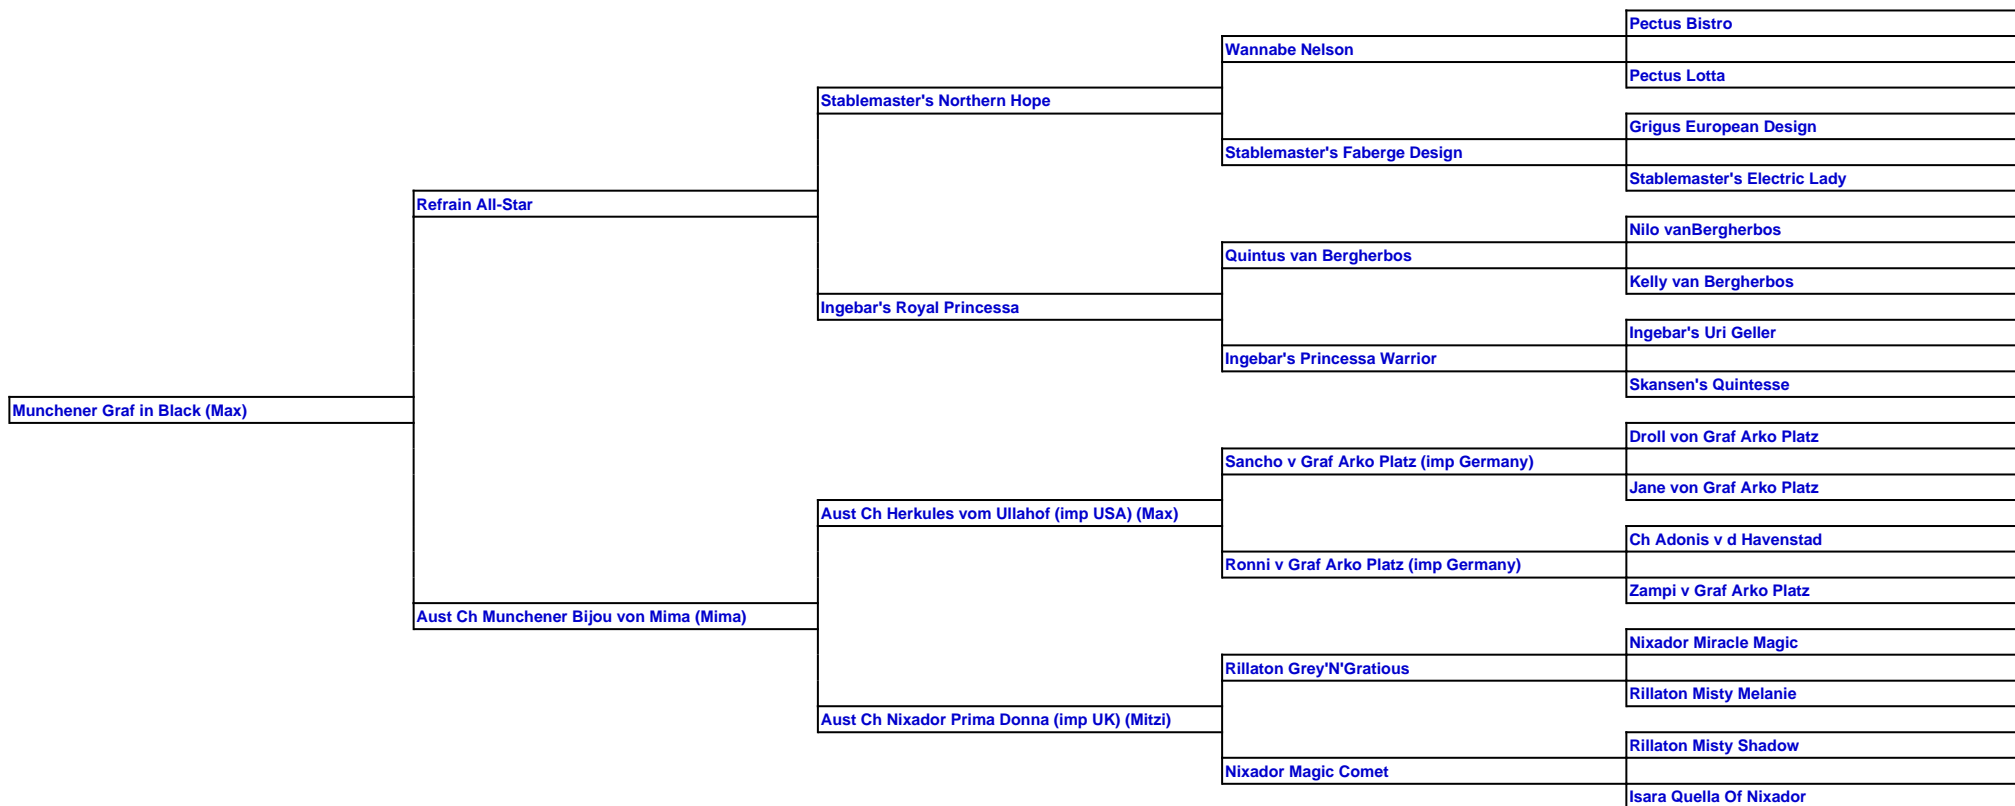 Pectus Bistro
Wannabe Nelson
Pectus Lotta
Stablemaster's Northern Hope
Grigus European Design
Stablemaster's Faberge Design
Stablemaster's Electric Lady
Refrain All-Star
Nilo vanBergherbos
Quintus van Bergherbos
Kelly van Bergherbos
Ingebar's Royal Princessa
Ingebar's Uri Geller
Ingebar's Princessa Warrior
Skansen's Quintesse
Munchener Graf in Black (Max)
Droll von Graf Arko Platz
Sancho v Graf Arko Platz (imp Germany)
Jane von Graf Arko Platz
Aust Ch Herkules vom Ullahof (imp USA) (Max)
Ch Adonis v d Havenstad
Ronni v Graf Arko Platz (imp Germany)
Zampi v Graf Arko Platz
Aust Ch Munchener Bijou von Mima (Mima)
Nixador Miracle Magic
Rillaton Grey'N'Gratious
Rillaton Misty Melanie
Aust Ch Nixador Prima Donna (imp UK) (Mitzi)
Rillaton Misty Shadow
Nixador Magic Comet
Isara Quella Of Nixador